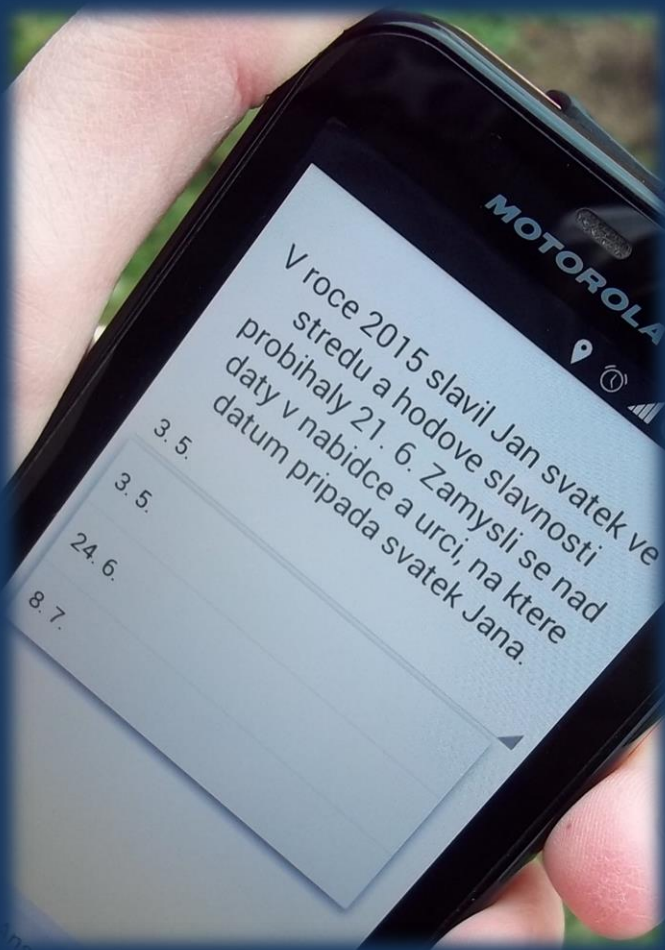 MOTOROLA
V roce 2015 slavil Jan svatek ve
stredu a hodove slavnosti
probihaly 21. 6. Zamysli se nad
daty v nabidce a urci, na ktere
datum pripada svatek Jana.
3. 5.
3. 5.
24. 6.
8. 7.